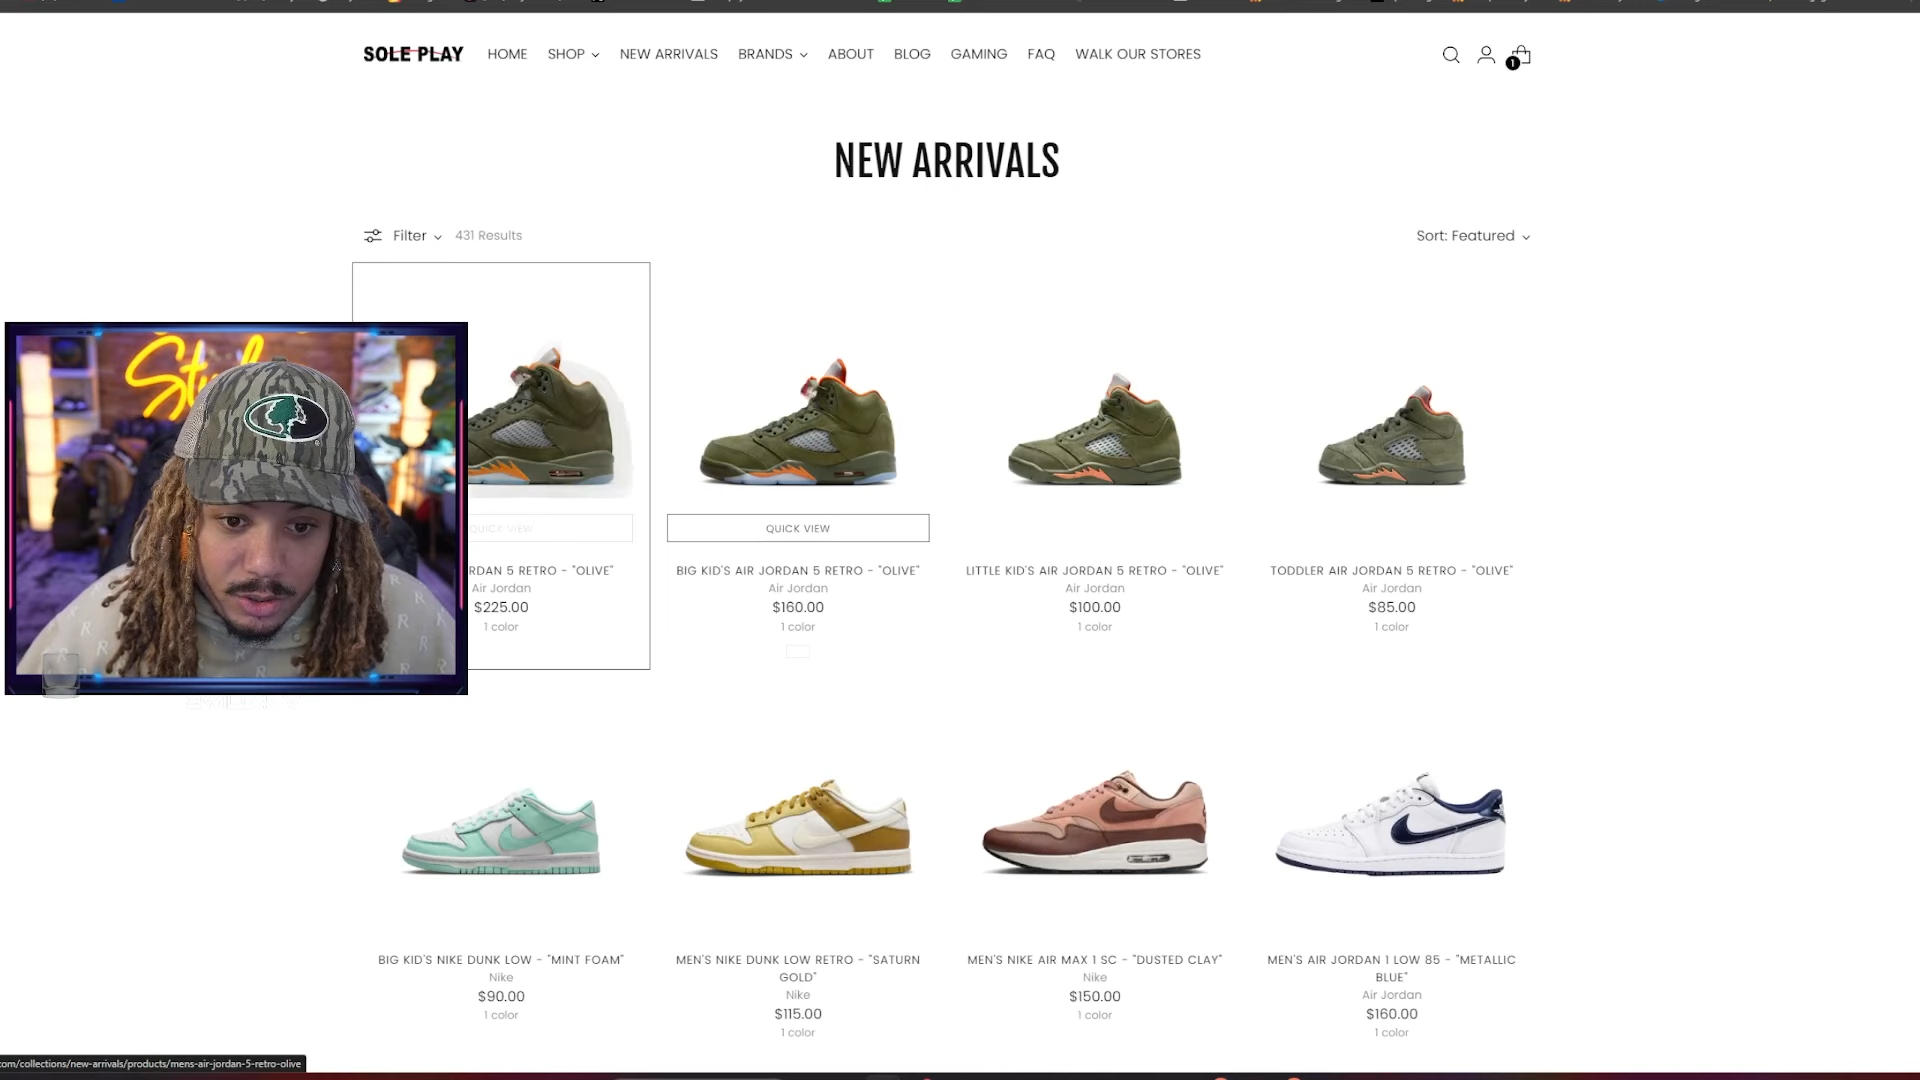 SOLE PLAY HOME SHOP NEW ARRIVALS BRANDS ABOUT BLOG GAMING FAQ WALK OUR STORES
1
NEW ARRIVALS
Filter 431 Results Sort: Featured
QUICK VIEW QUICK VIEW
RDAN 5 RETRO - "OLIVE"
Air Jordan
$225.00
1 color
BIG KID'S AIR JORDAN 5 RETRO - "OLIVE"
Air Jordan
$160.00
1 color
LITTLE KID'S AIR JORDAN 5 RETRO - "OLIVE"
Air Jordan
$100.00
1 color
TODDLER AIR JORDAN 5 RETRO - "OLIVE"
Air Jordan
$85.00
1 color
BIG KID'S NIKE DUNK LOW - "MINT FOAM"
Nike
$90.00
1 color
MEN'S NIKE DUNK LOW RETRO - "SATURN
GOLD"
Nike
$115.00
1 color
MEN'S NIKE AIR MAX 1 SC - "DUSTED CLAY"
Nike
$150.00
1 color
MEN'S AIR JORDAN 1 LOW 85 - "METALLIC
BLUE"
Air Jordan
$160.00
1 color
com/collections/new-arrivals/products/mens-air-jordan-5-retro-olive